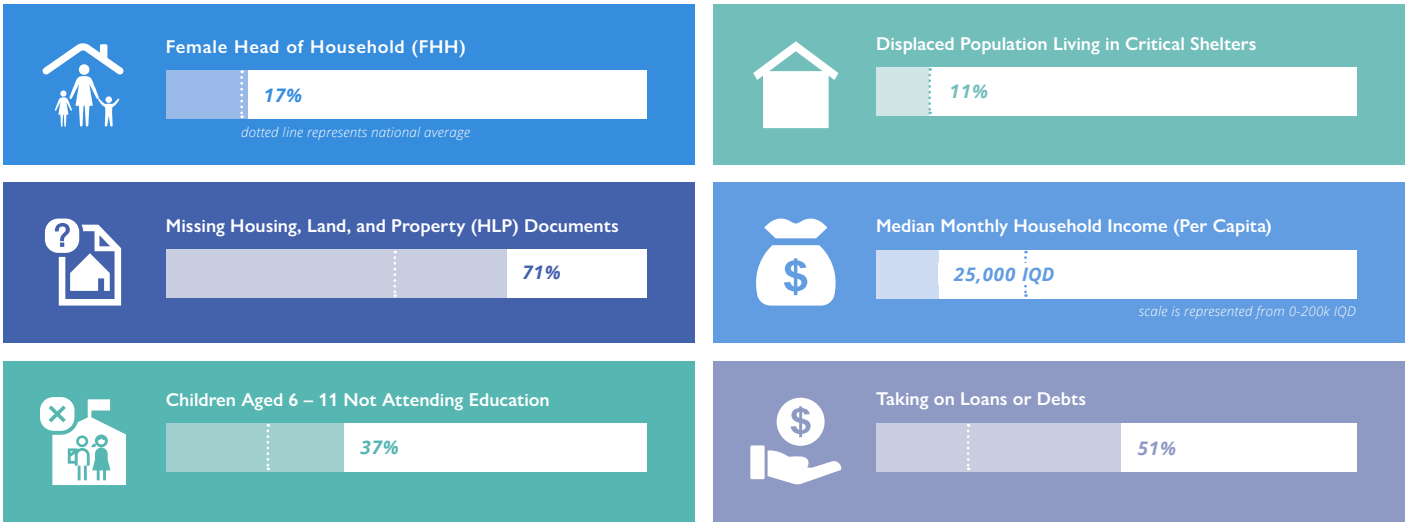 Female Head of Household (FHH)
17%
dotted line represents national average
Displaced Population Living in Critical Shelters
11%
?
Missing Housing, Land, and Property (HLP) Documents
71%
$
Median Monthly Household Income (Per Capita)
25,000 IQD
scale is represented from 0-200k IQD
Children Aged 6 – 11 Not Attending Education
37%
$
Taking on Loans or Debts
51%